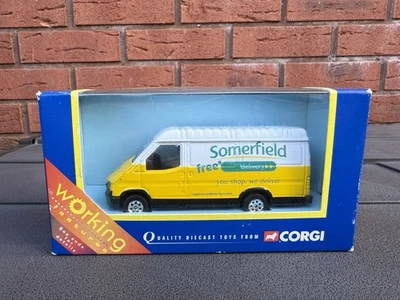 Somerfield
free* delivery
you shop, we deliver
working
QUALITY DIECAST TOYS FROM CORGI